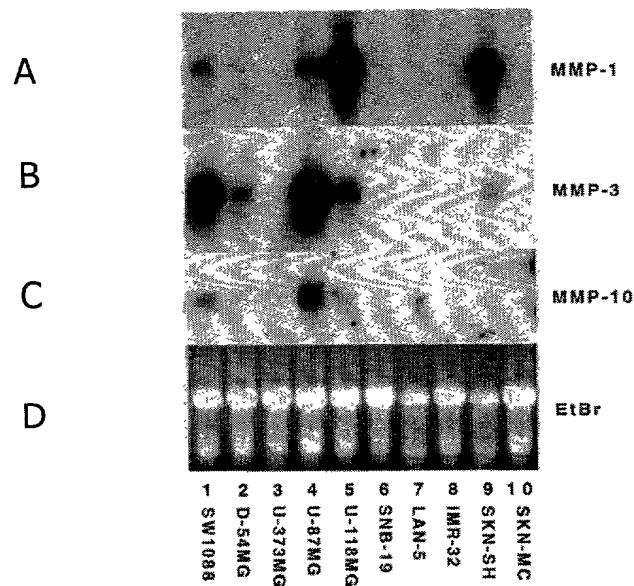 A
MMP-1
B
MMP-3
C
MMP-10
D
EtBr
1 2 3 4 5 6 7 8 9 10
SW1088
D-54MG
U-373MG
U-87MG
U-118MG
SNB-19
LAN-5
IMR-32
SKN-SH
SKN-MC